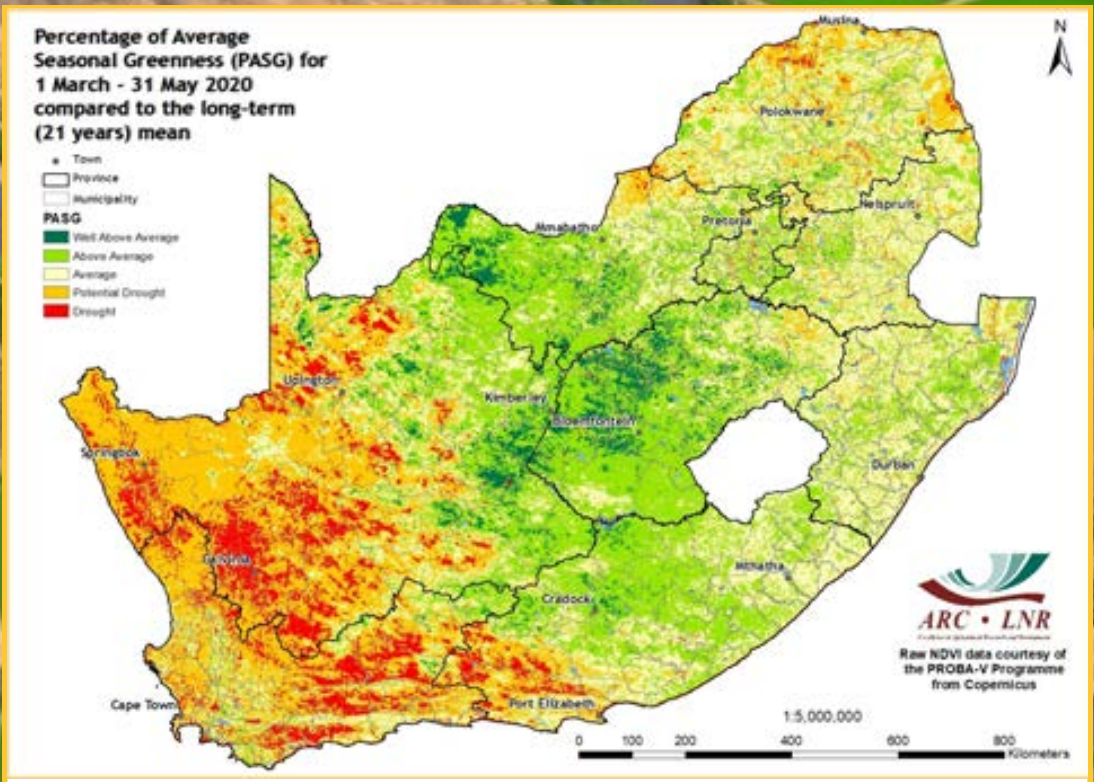 Percentage of Average
Seasonal Greenness (PASG) for
1 March - 31 May 2020
compared to the long-term
(21 years) mean
Town
Province
Municipality
PASG
Well Above Average
Above Average
Average
Potential Drought
Drought
N
Musina
Polokwane
Nelspruit
Pretoria
Mmabatho
Upington
Kimberley
Bloemfontein
Springbok
Durban
Calvinia
Mthatha
Cradock
Cape Town
Port Elizabeth
ARC • LNR
Raw NDVI data courtesy of
the PROBA-V Programme
from Copernicus
1:5,000,000
0 100 200 400 600 800
Kilometers